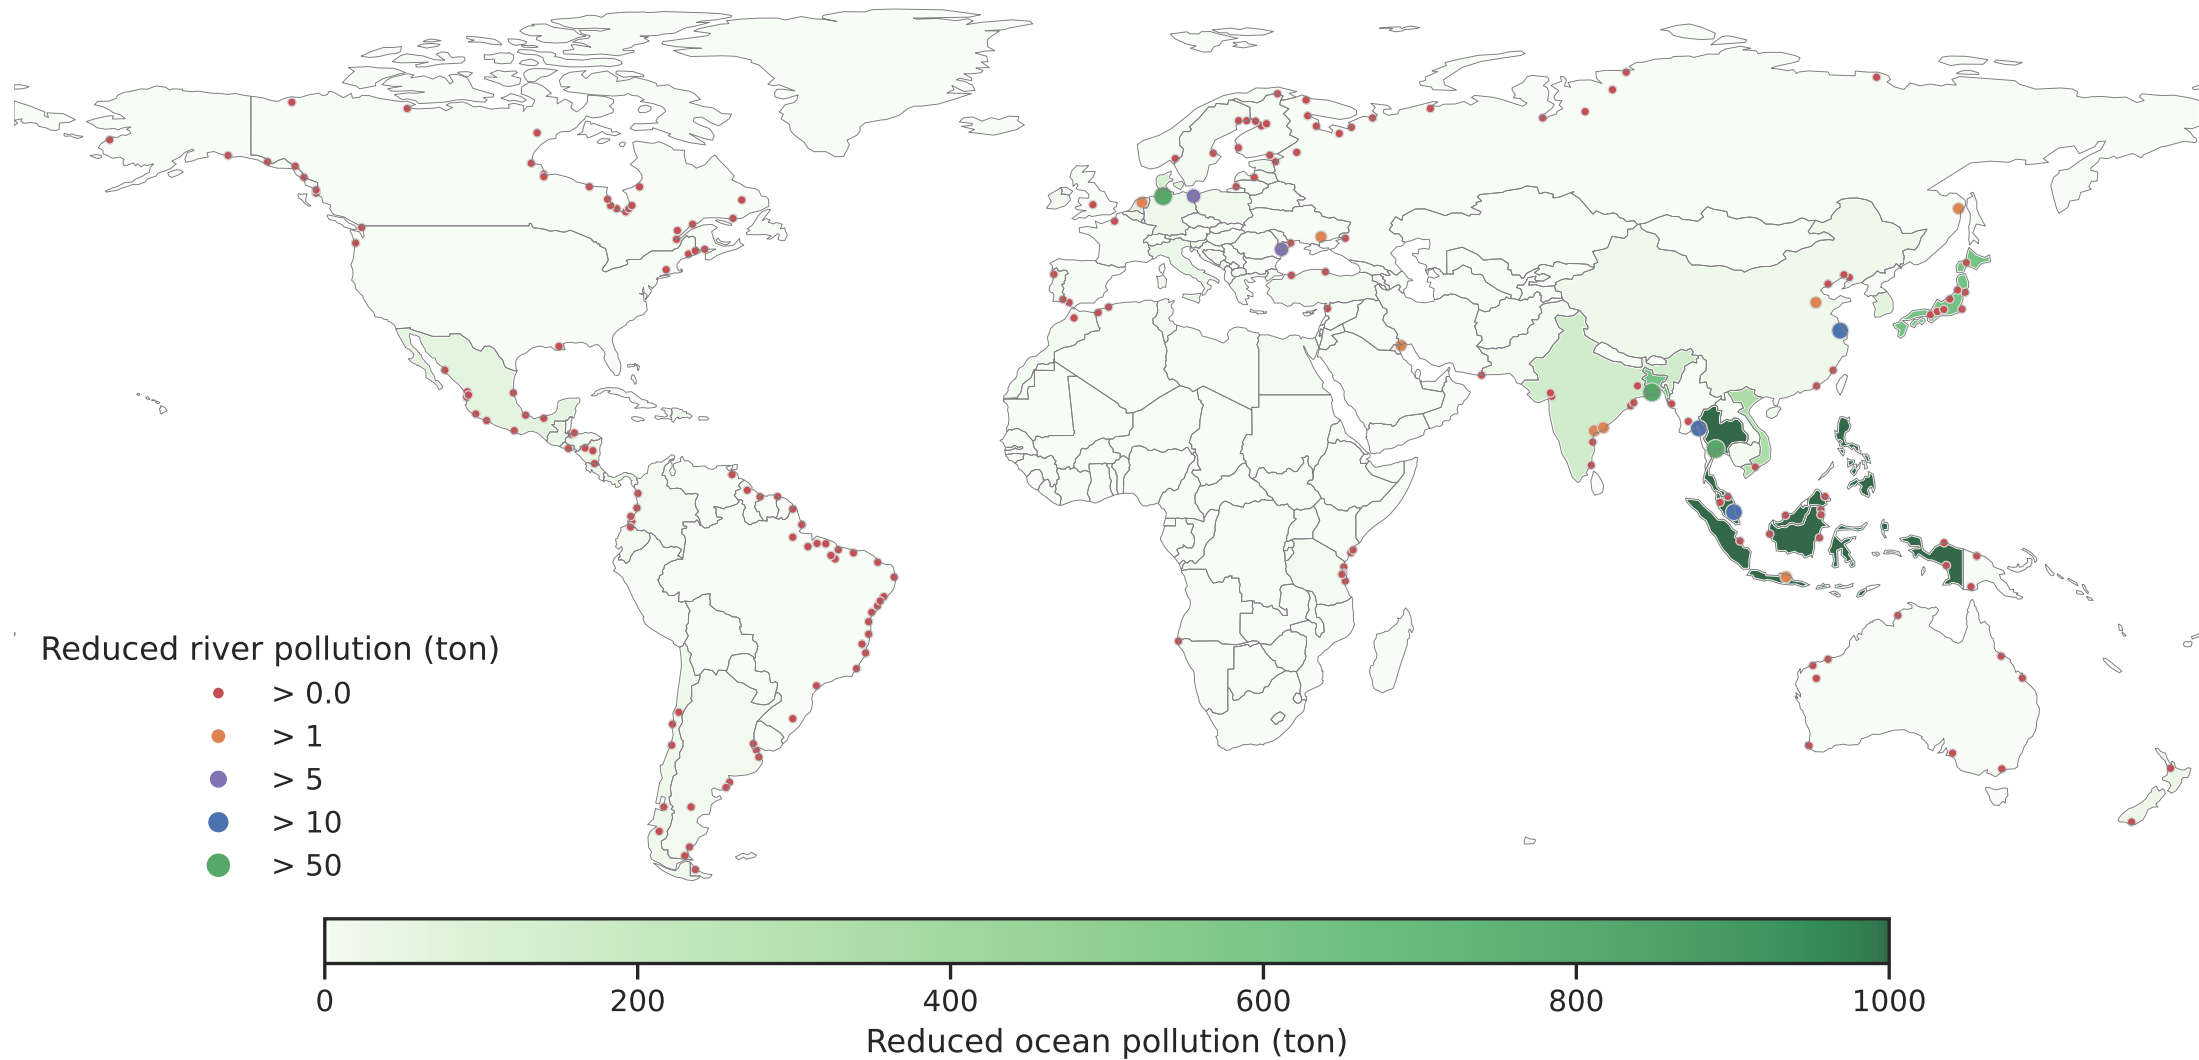 Reduced river pollution (ton)
> 0.0
> 1
> 5
> 10
> 50
0 200 400 600 800 1000
Reduced ocean pollution (ton)